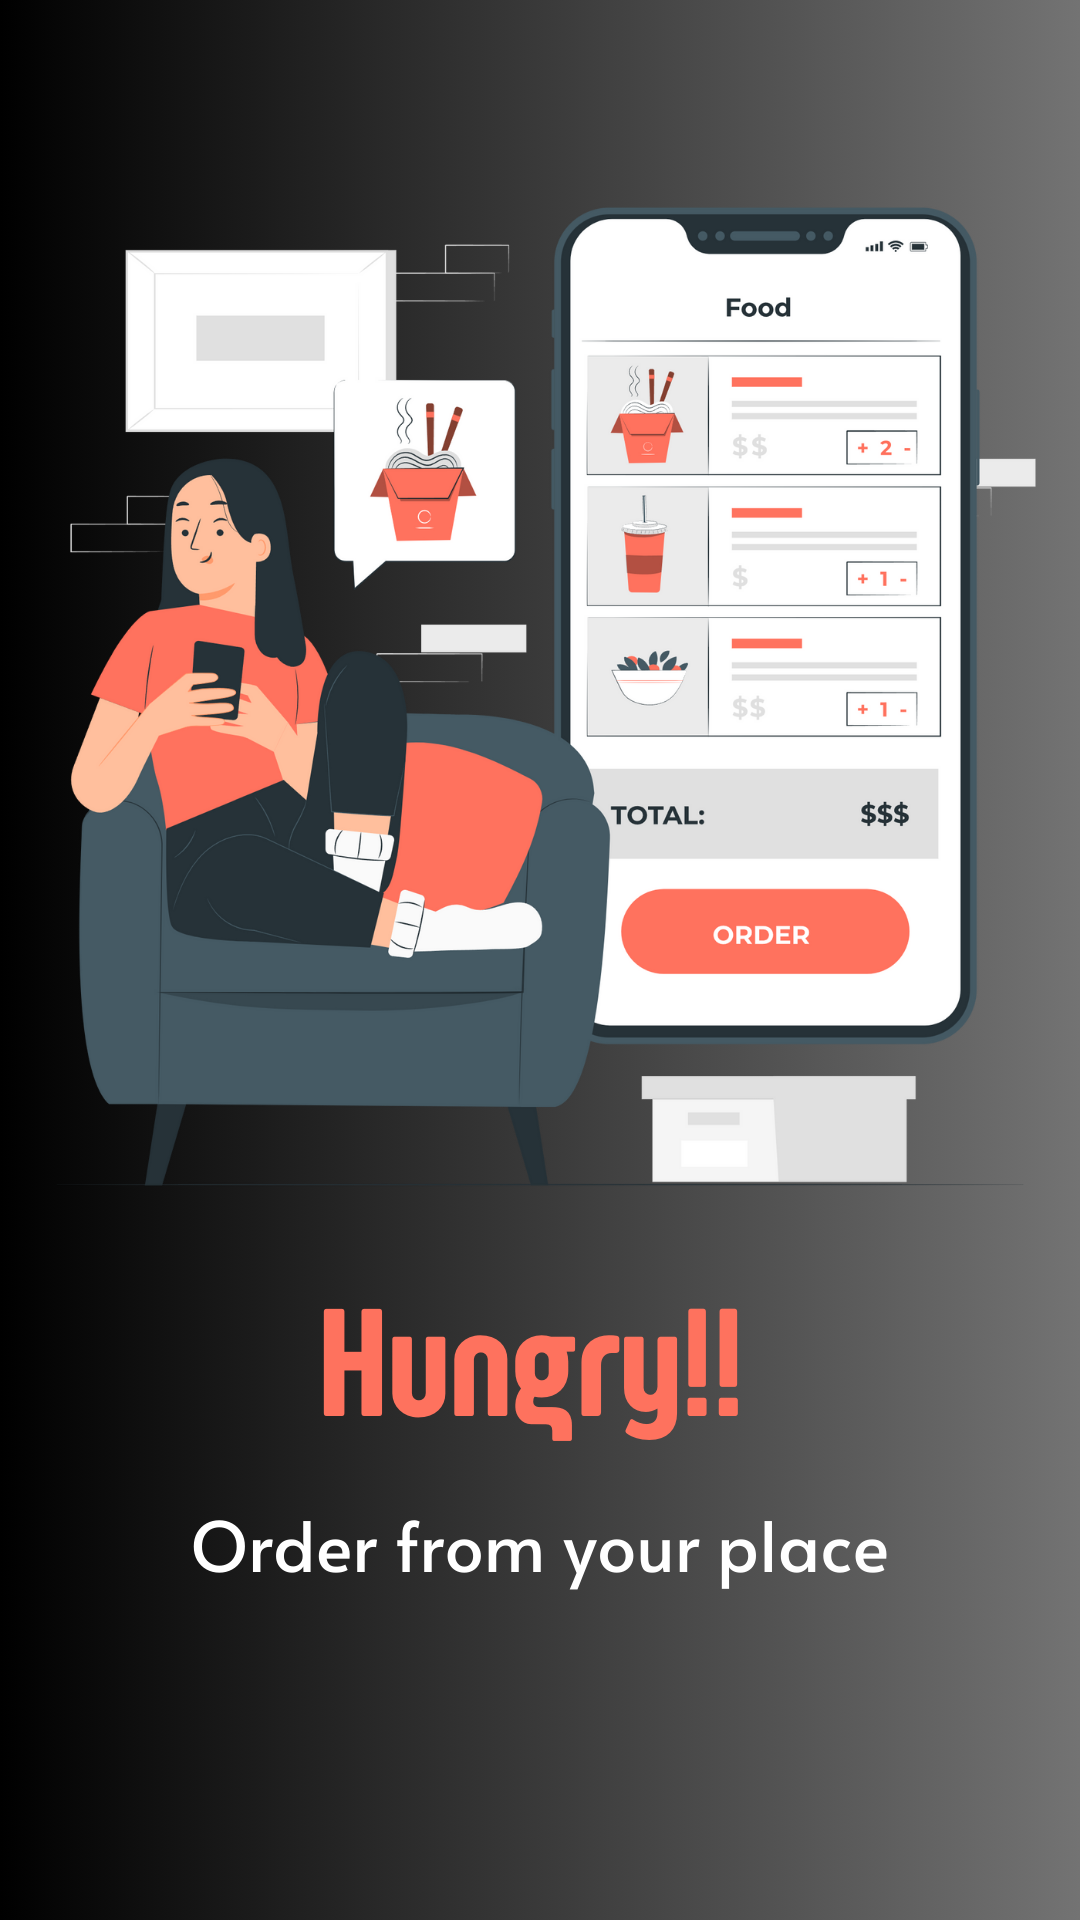 Food
$$
+ 2 -
$
+ 1 -
$$
+ 1 -
TOTAL: $$$
ORDER
Hungry!!
Order from your place